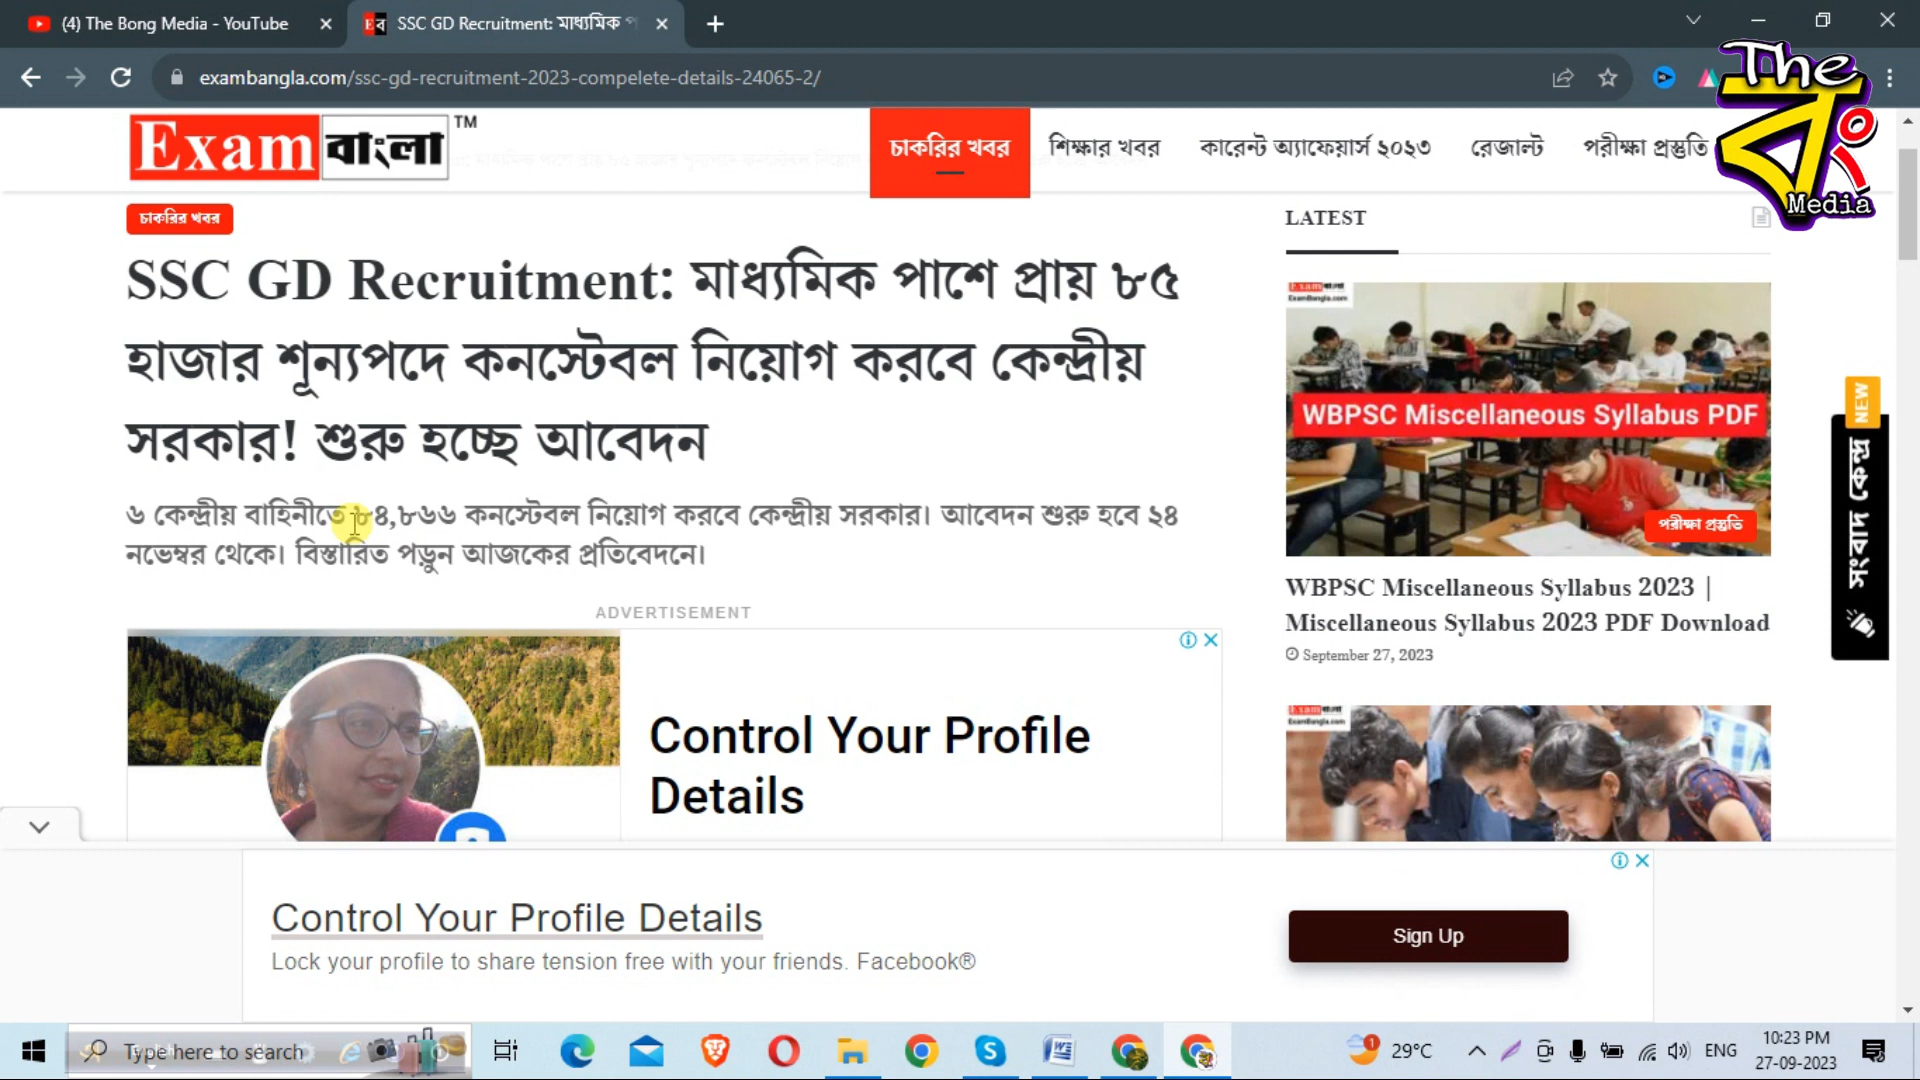 (4) The Bong Media - YouTube
SSC GD Recruitment: মাধ্যমিক
exambangla.com/ssc-gd-recruitment-2023-compelete-details-24065-2/
The বং Media
Exam বাংলা TM
চাকরির খবর
শিক্ষার খবর
কারেন্ট অ্যাফেয়ার্স ২০২৩
রেজাল্ট
পরীক্ষা প্রস্তুতি
চাকরির খবর
SSC GD Recruitment: মাধ্যমিক পাশে প্রায় ৮৫
হাজার শূন্যপদে কনস্টেবল নিয়োগ করবে কেন্দ্রীয়
সরকার! শুরু হচ্ছে আবেদন
৬ কেন্দ্রীয় বাহিনীতে ৮৪,৮৬৬ কনস্টেবল নিয়োগ করবে কেন্দ্রীয় সরকার। আবেদন শুরু হবে ২৪
নভেম্বর থেকে। বিস্তারিত পড়ুন আজকের প্রতিবেদনে।
ADVERTISEMENT
Control Your Profile
Details
LATEST
Exam বাংলা
ExamBangla.com
WBPSC Miscellaneous Syllabus PDF
পরীক্ষা প্রস্তুতি
WBPSC Miscellaneous Syllabus 2023 |
Miscellaneous Syllabus 2023 PDF Download
September 27, 2023
Exam বাংলা
ExamBangla.com
NEW
সংবাদ কেন্দ্র
Control Your Profile Details
Lock your profile to share tension free with your friends. Facebook®
Sign Up
Type here to search
29°C
ENG
10:23 PM
27-09-2023